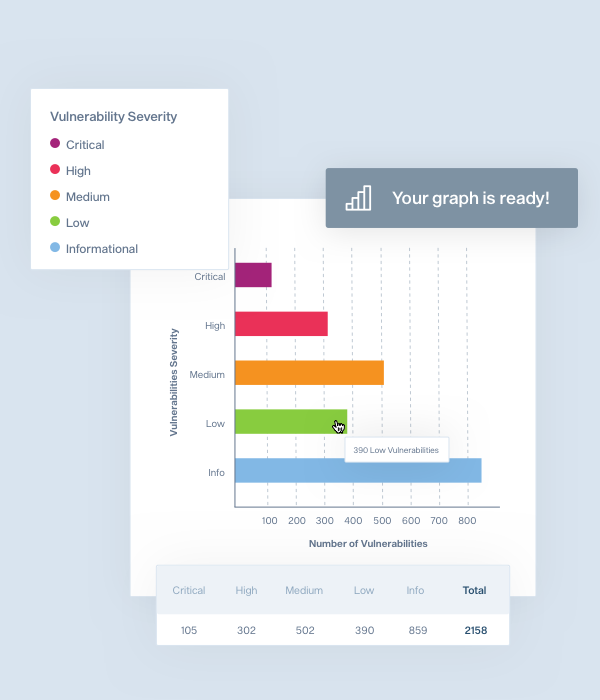 Vulnerability Severity
Critical
High
Medium
Low
Informational
Your graph is ready!
Vulnerabilities Severity
Critical
High
Medium
Low
390 Low Vulnerabilities
Info
100 200 300 400 500 600 700 800
Number of Vulnerabilities
Critical High Medium Low Info Total
105 302 502 390 859 2158